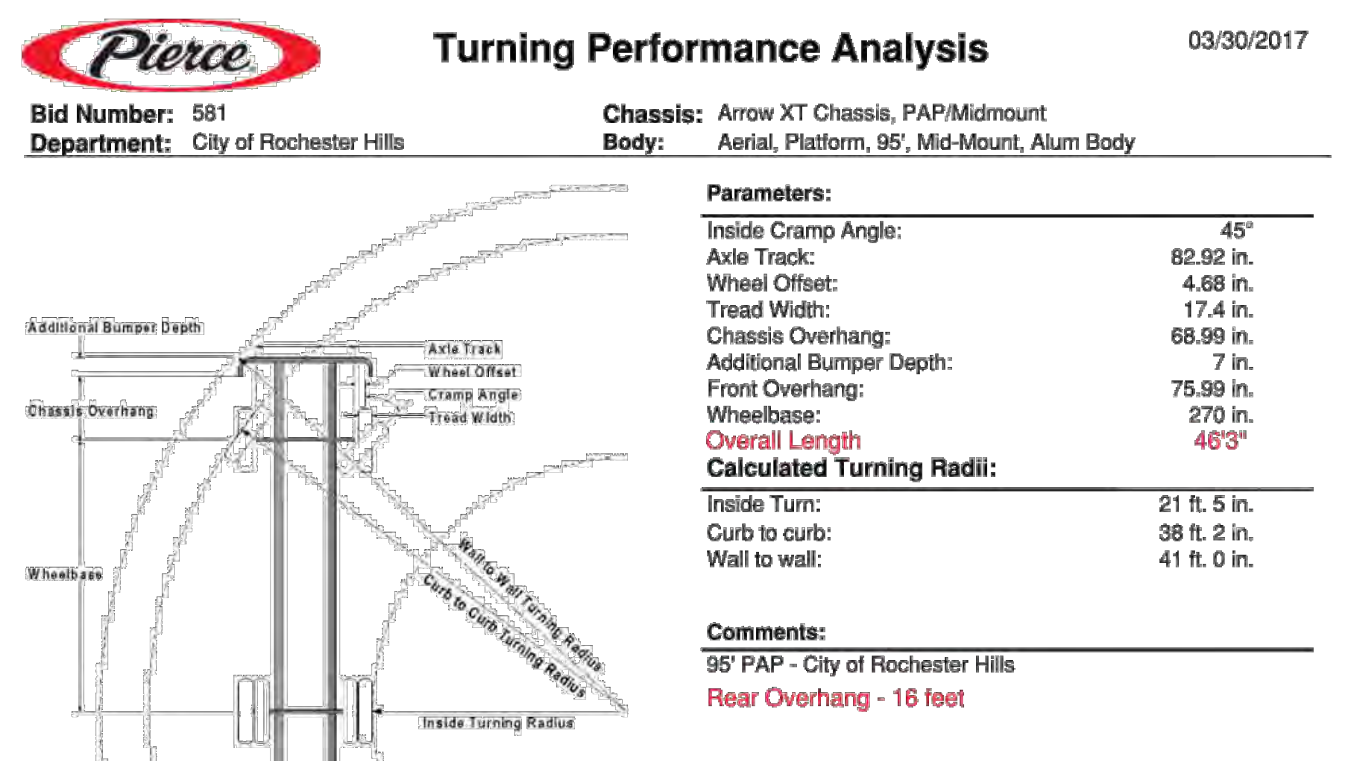 Pierce
Turning Performance Analysis
03/30/2017
Bid Number: 581
Chassis: Arrow XT Chassis, PAP/Midmount
Department: City of Rochester Hills
Body: Aerial, Platform, 95', Mid-Mount, Alum Body
Additional Bumper Depth
Axle Track
Wheel Offset
Chassis Overhang
Cramp Angle
Tread Width
Wheelbase
Wall to Wall Turning Radius
Curb to Curb Turning Radius
Inside Turning Radius
Parameters:
Inside Cramp Angle: 45°
Axle Track: 82.92 in.
Wheel Offset: 4.68 in.
Tread Width: 17.4 in.
Chassis Overhang: 68.99 in.
Additional Bumper Depth: 7 in.
Front Overhang: 75.99 in.
Wheelbase: 270 in.
Overall Length 46'3"
Calculated Turning Radii:
Inside Turn: 21 ft. 5 in.
Curb to curb: 38 ft. 2 in.
Wall to wall: 41 ft. 0 in.
Comments:
95' PAP - City of Rochester Hills
Rear Overhang - 16 feet